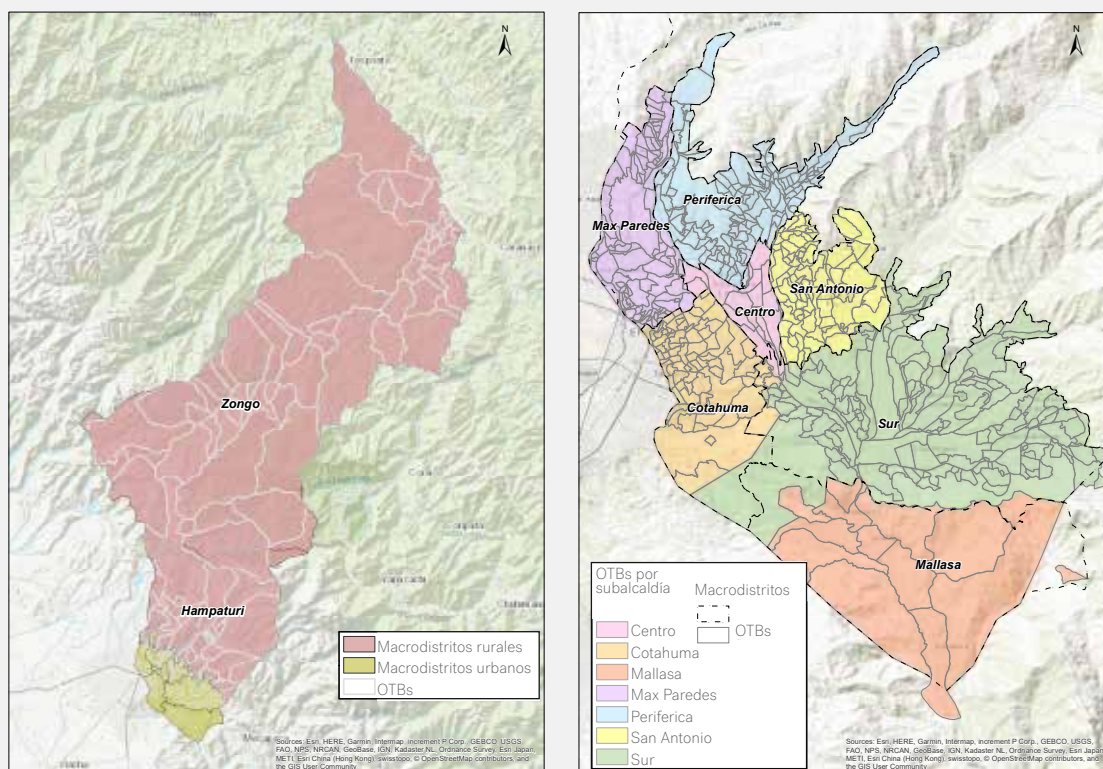 N
Zongo
Hampaturi
Macrodistritos rurales
Macrodistritos urbanos
OTBs
Sources: Esri, HERE, Garmin, Intermap, increment P Corp., GEBCO, USGS,
FAO, NPS, NRCAN, GeoBase, IGN, Kadaster NL, Ordnance Survey, Esri Japan,
METI, Esri China (Hong Kong), swisstopo, © OpenStreetMap contributors, and
the GIS User Community
N
Periferica
Max Paredes
San Antonio
Centro
Cotahuma
Sur
Mallasa
OTBs por
subalcaldía
Macrodistritos
OTBs
Centro
Cotahuma
Mallasa
Max Paredes
Periferica
San Antonio
Sur
Sources: Esri, HERE, Garmin, Intermap, increment P Corp., GEBCO, USGS,
FAO, NPS, NRCAN, GeoBase, IGN, Kadaster NL, Ordnance Survey, Esri Japan,
METI, Esri China (Hong Kong), swisstopo, © OpenStreetMap contributors, and
the GIS User Community